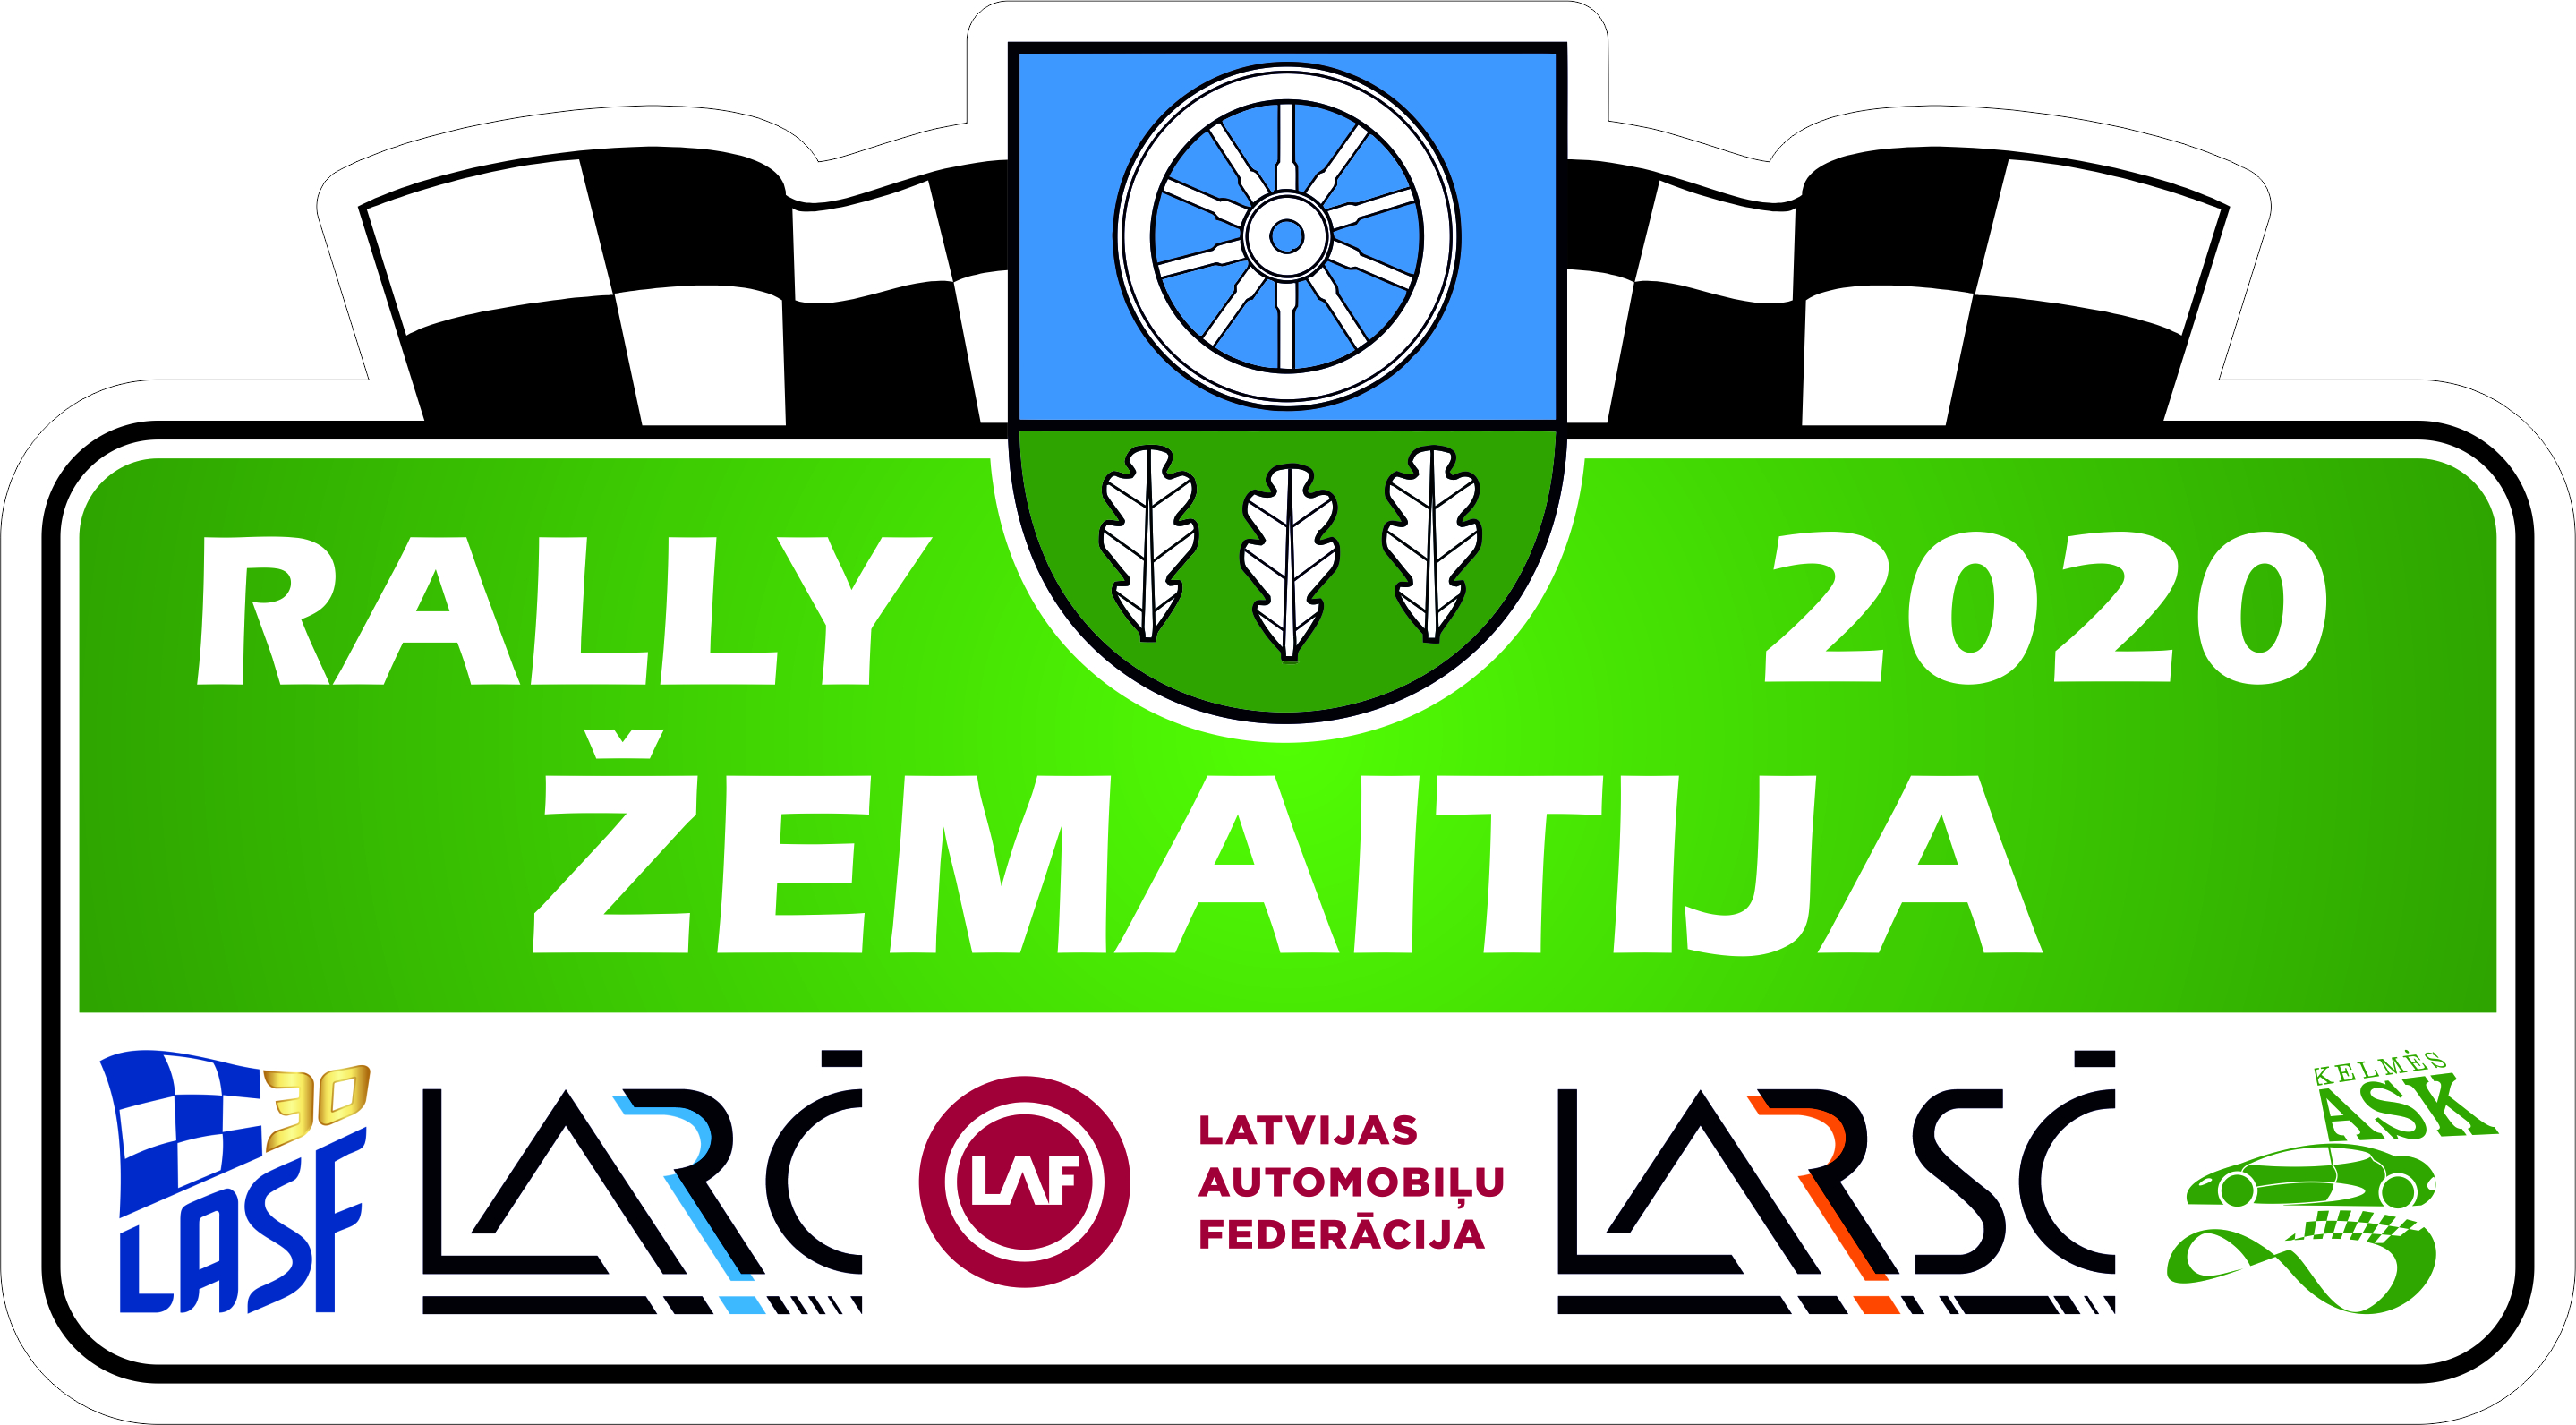 RALLY 2020
ŽEMAITIJA
30
LASF
LARČ
LAF
LATVIJAS
AUTOMOBIĻU
FEDERĀCIJA
LARSČ
KELMĖS
ASK